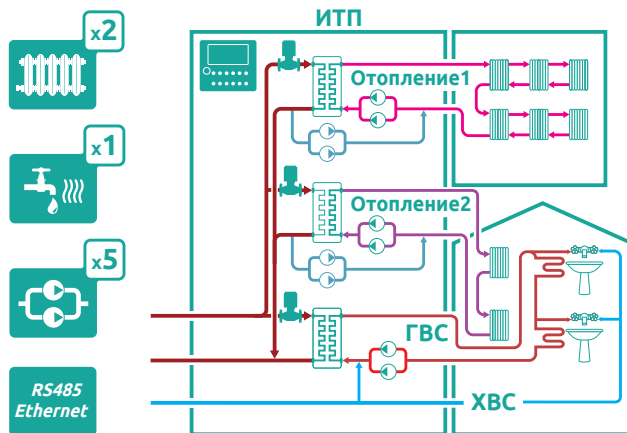 ИТП
x2
Отопление1
x1
Отопление2
x5
ГВС
RS485
Ethernet
ХВС